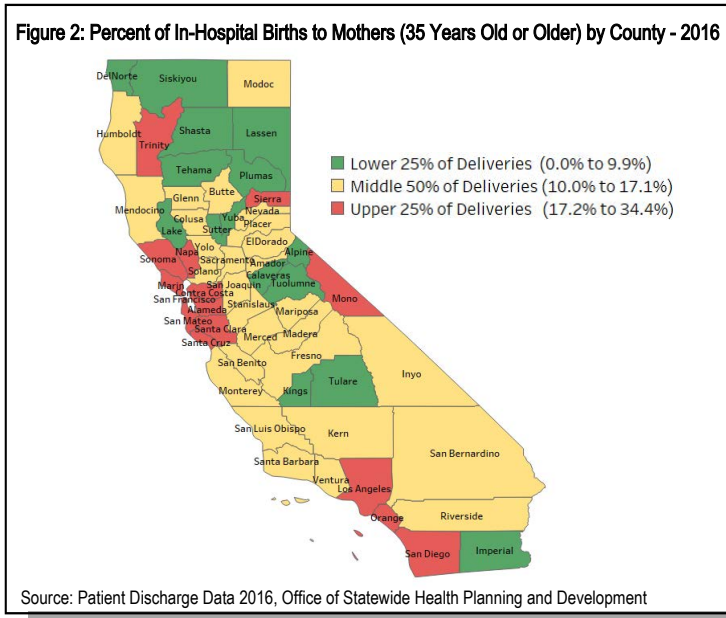 Figure 2: Percent of In-Hospital Births to Mothers (35 Years Old or Older) by County - 2016
DelNorte
Siskiyou
Modoc
Humboldt
Trinity
Shasta
Lassen
Lower 25% of Deliveries (0.0% to 9.9%)
Middle 50% of Deliveries (10.0% to 17.1%)
Upper 25% of Deliveries (17.2% to 34.4%)
Tehama
Plumas
Mendocino
Glenn
Butte
Sierra
Colusa
Yuba
Nevada
Placer
Lake
Sutter
Sonoma
Napa
Yolo
ElDorado
Alpine
Solano
Sacramento
Amador
Marin
Calaveras
Contra Costa
San Joaquin
Tuolumne
Mono
San Francisco
Alameda
Stanislaus
Mariposa
San Mateo
Santa Clara
Merced
Madera
Santa Cruz
Fresno
San Benito
Inyo
Monterey
Kings
Tulare
San Luis Obispo
Kern
Santa Barbara
San Bernardino
Ventura
Los Angeles
Orange
Riverside
San Diego
Imperial
Source: Patient Discharge Data 2016, Office of Statewide Health Planning and Development